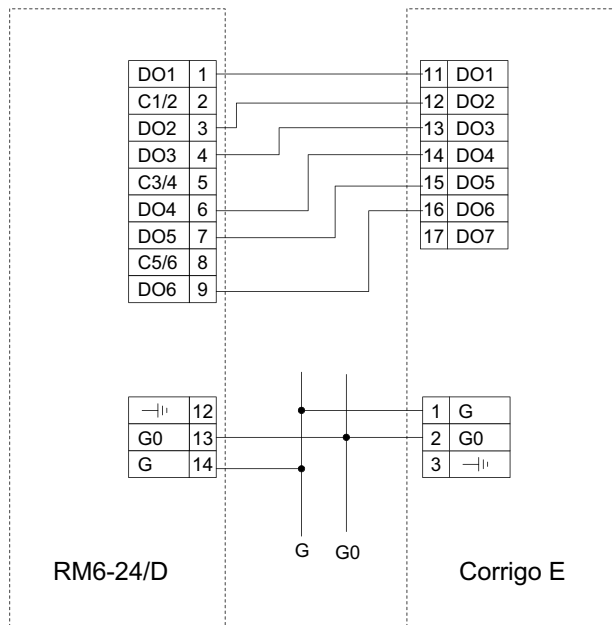 DO1 1
C1/2 2
DO2 3
DO3 4
C3/4 5
DO4 6
DO5 7
C5/6 8
DO6 9
11 DO1
12 DO2
13 DO3
14 DO4
15 DO5
16 DO6
17 DO7
12
G0 13
G 14
1 G
2 G0
3
G G0
RM6-24/D
Corrigo E